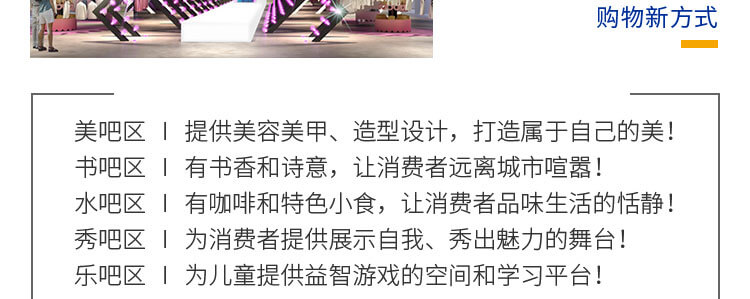 购物新方式
美吧区 | 提供美容美甲、造型设计，打造属于自己的美！
书吧区 | 有书香和诗意，让消费者远离城市喧嚣！
水吧区 | 有咖啡和特色小食，让消费者品味生活的恬静！
秀吧区 | 为消费者提供展示自我、秀出魅力的舞台！
乐吧区 | 为儿童提供益智游戏的空间和学习平台！